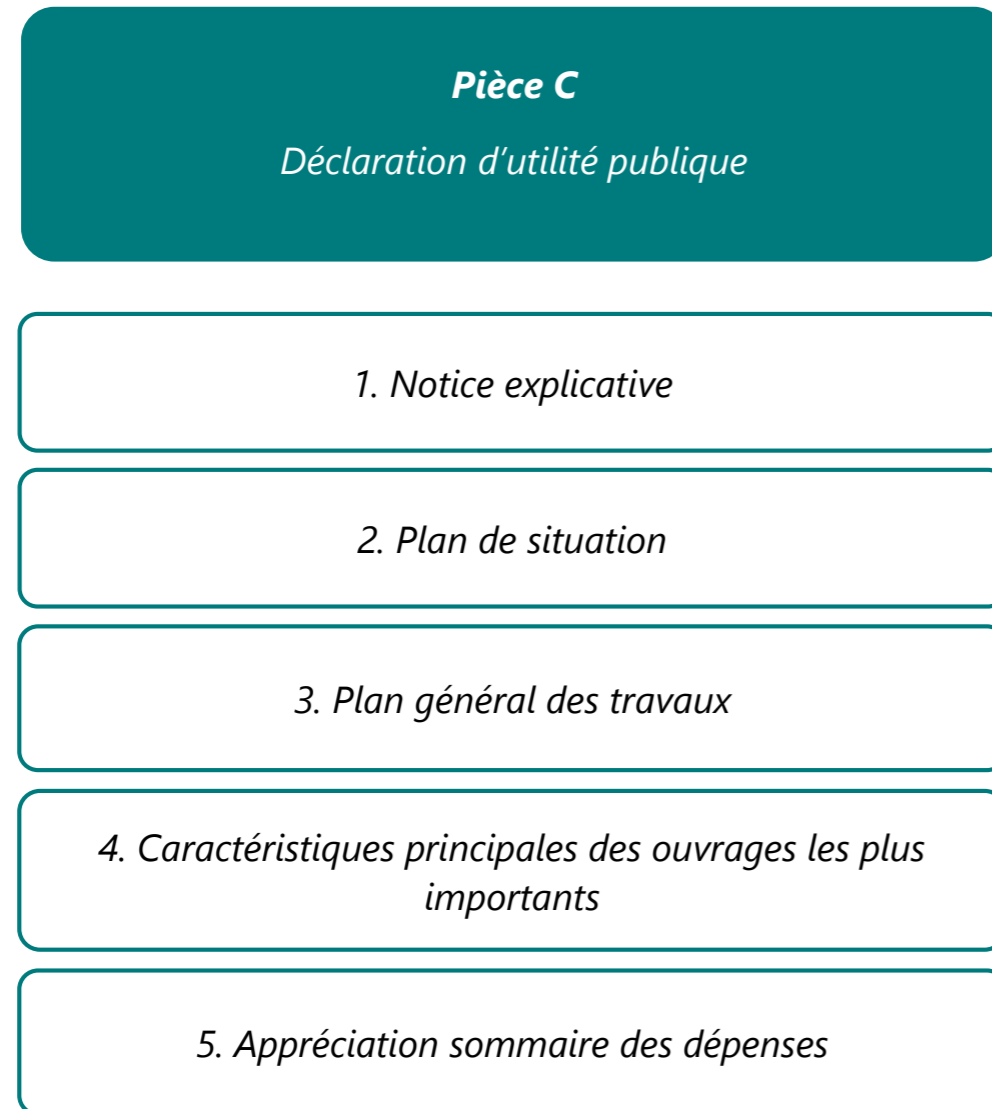 Pièce C
Déclaration d’utilité publique
1. Notice explicative
2. Plan de situation
3. Plan général des travaux
4. Caractéristiques principales des ouvrages les plus
importants
5. Appréciation sommaire des dépenses